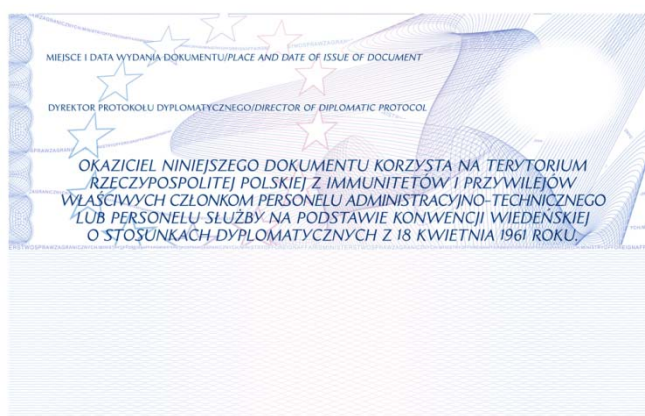 MIEJSCE I DATA WYDANIA DOKUMENTU/PLACE AND DATE OF ISSUE OF DOCUMENT
DYREKTOR PROTOKOŁU DYPLOMATYCZNEGO/DIRECTOR OF DIPLOMATIC PROTOCOL
OKAZICIEL NINIEJSZEGO DOKUMENTU KORZYSTA NA TERYTORIUM
RZECZYPOSPOLITEJ POLSKIEJ Z IMMUNITETÓW I PRZYWILEJÓW
WŁAŚCIWYCH CZŁONKOM PERSONELU ADMINISTRACYJNO-TECHNICZNEGO
LUB PERSONELU SŁUŻBY NA PODSTAWIE KONWENCJI WIEDEŃSKIEJ
O STOSUNKACH DYPLOMATYCZNYCH Z 18 KWIETNIA 1961 ROKU.